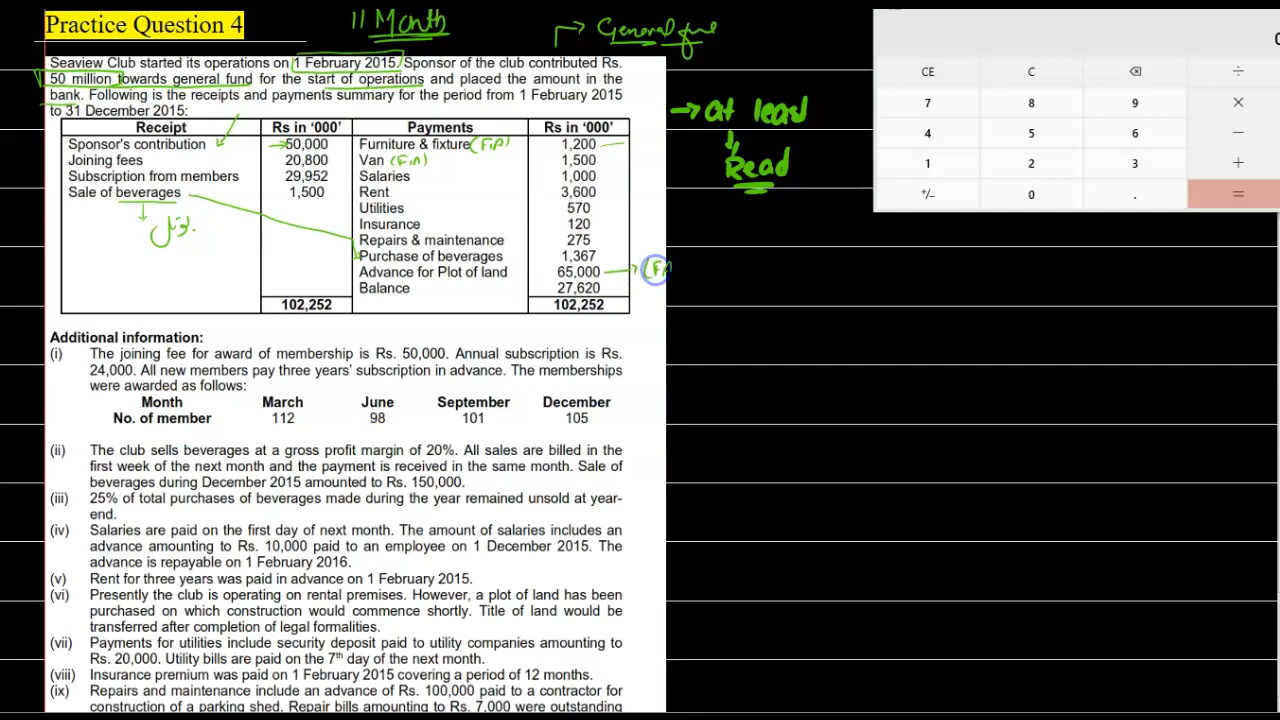 Practice Question 4
11 Month
General fun
Seaview Club started its operations on 1 February 2015. Sponsor of the club contributed Rs.
50 million towards general fund for the start of operations and placed the amount in the
bank. Following is the receipts and payments summary for the period from 1 February 2015
to 31 December 2015:
Receipt Rs in '000' Payments Rs in '000'
Sponsor's contribution 50,000 Furniture & fixture (F.P) 1,200
Joining fees 20,800 Van (F.A) 1,500
Subscription from members 29,952 Salaries 1,000
Sale of beverages 1,500 Rent 3,600
Utilities 570
Insurance 120
Repairs & maintenance 275
Purchase of beverages 1,367
Advance for Plot of land 65,000 (FA
Balance 27,620
102,252 102,252
at least
Read
CE C ⌫ ÷
7 8 9 ×
4 5 6 −
1 2 3 +
+/− 0 . =
Additional information:
(i) The joining fee for award of membership is Rs. 50,000. Annual subscription is Rs.
24,000. All new members pay three years' subscription in advance. The memberships
were awarded as follows:
Month March June September December
No. of member 112 98 101 105
(ii) The club sells beverages at a gross profit margin of 20%. All sales are billed in the
first week of the next month and the payment is received in the same month. Sale of
beverages during December 2015 amounted to Rs. 150,000.
(iii) 25% of total purchases of beverages made during the year remained unsold at year-
end.
(iv) Salaries are paid on the first day of next month. The amount of salaries includes an
advance amounting to Rs. 10,000 paid to an employee on 1 December 2015. The
advance is repayable on 1 February 2016.
(v) Rent for three years was paid in advance on 1 February 2015.
(vi) Presently the club is operating on rental premises. However, a plot of land has been
purchased on which construction would commence shortly. Title of land would be
transferred after completion of legal formalities.
(vii) Payments for utilities include security deposit paid to utility companies amounting to
Rs. 20,000. Utility bills are paid on the 7th day of the next month.
(viii) Insurance premium was paid on 1 February 2015 covering a period of 12 months.
(ix) Repairs and maintenance include an advance of Rs. 100,000 paid to a contractor for
construction of a parking shed. Repair bills amounting to Rs. 7,000 were outstanding